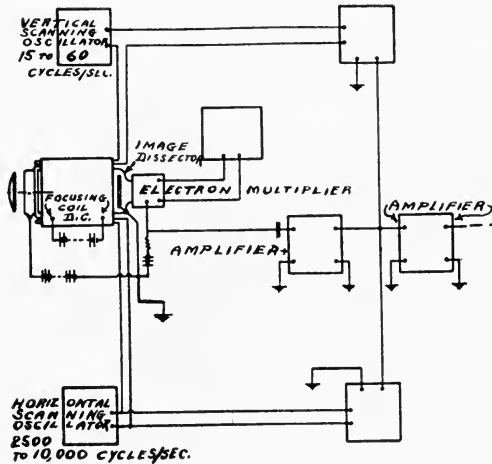 VERTICAL
SCANNING
OSCILLATOR
15 TO 60
CYCLES/SEC.
IMAGE
DISSECTOR
FOCUSING
COIL
D.C.
ELECTRON MULTIPLIER
AMPLIFIER
AMPLIFIER
HORIZONTAL
SCANNING
OSCILLATOR
2500
TO 10,000 CYCLES/SEC.